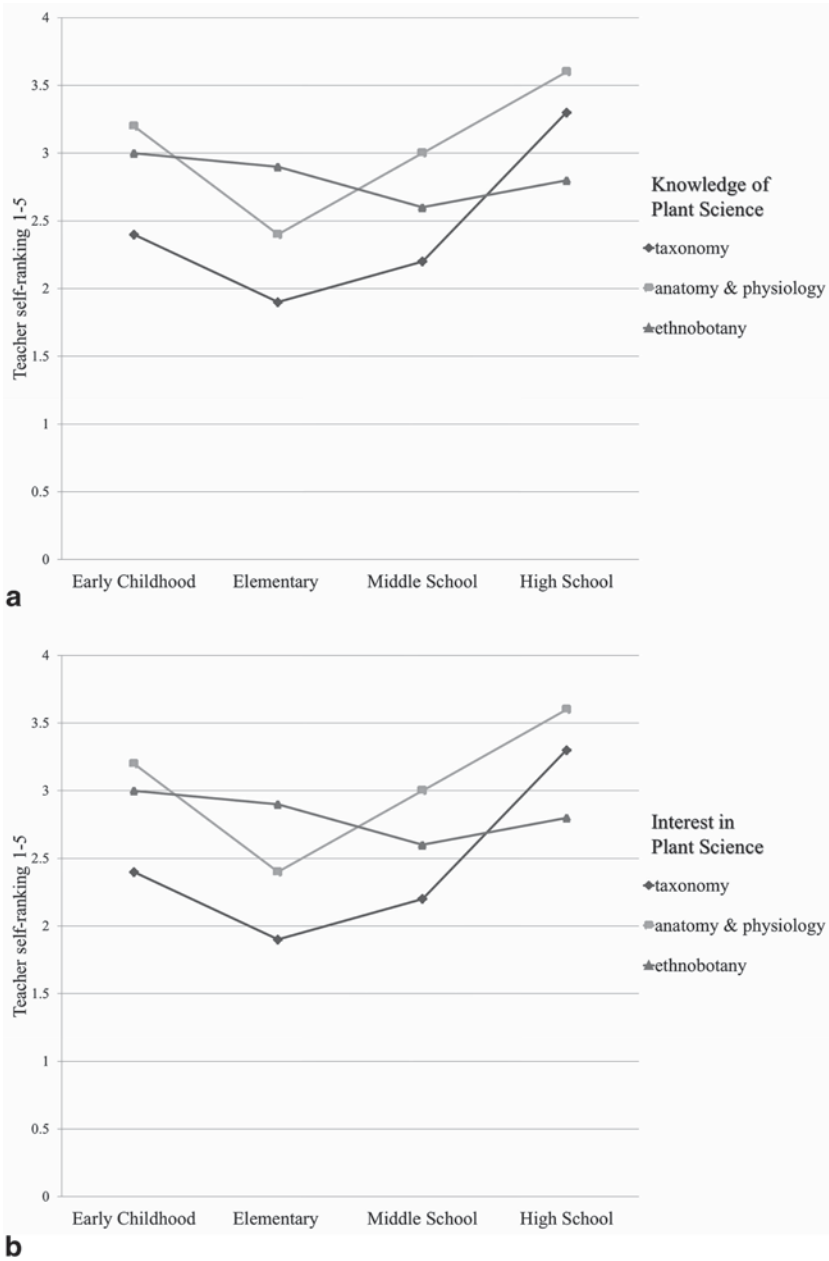 4
3.5
3
2.5
2
1.5
1
0.5
0
Teacher self-ranking 1-5
Early Childhood Elementary Middle School High School
Knowledge of
Plant Science
taxonomy
anatomy & physiology
ethnobotany
a
4
3.5
3
2.5
2
1.5
1
0.5
0
Teacher self-ranking 1-5
Early Childhood Elementary Middle School High School
Interest in
Plant Science
taxonomy
anatomy & physiology
ethnobotany
b